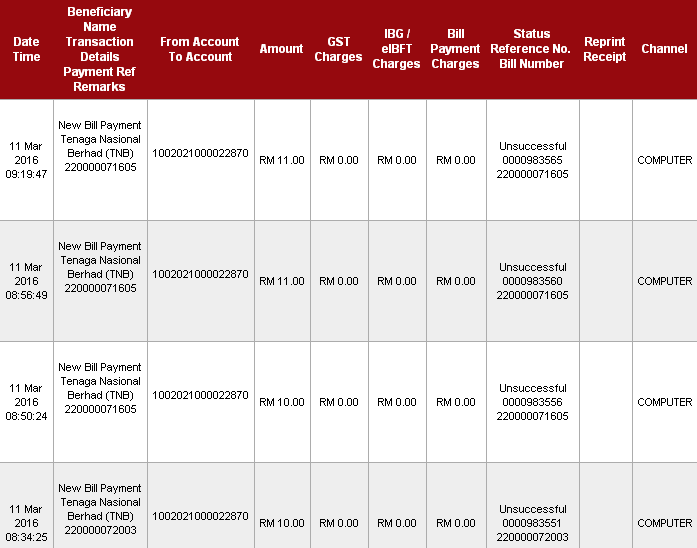 Date
Time
Beneficiary
Name
Transaction
Details
Payment Ref
Remarks
From Account
To Account
Amount
GST
Charges
IBG /
eIBFT
Charges
Bill
Payment
Charges
Status
Reference No.
Bill Number
Reprint
Receipt
Channel
11 Mar
2016
09:19:47
New Bill Payment
Tenaga Nasional
Berhad (TNB)
220000071605
1002021000022870
RM 11.00
RM 0.00
RM 0.00
RM 0.00
Unsuccessful
0000983565
220000071605
COMPUTER
11 Mar
2016
08:56:49
New Bill Payment
Tenaga Nasional
Berhad (TNB)
220000071605
1002021000022870
RM 11.00
RM 0.00
RM 0.00
RM 0.00
Unsuccessful
0000983560
220000071605
COMPUTER
11 Mar
2016
08:50:24
New Bill Payment
Tenaga Nasional
Berhad (TNB)
220000071605
1002021000022870
RM 10.00
RM 0.00
RM 0.00
RM 0.00
Unsuccessful
0000983556
220000071605
COMPUTER
11 Mar
2016
08:34:25
New Bill Payment
Tenaga Nasional
Berhad (TNB)
220000072003
1002021000022870
RM 10.00
RM 0.00
RM 0.00
RM 0.00
Unsuccessful
0000983551
220000072003
COMPUTER